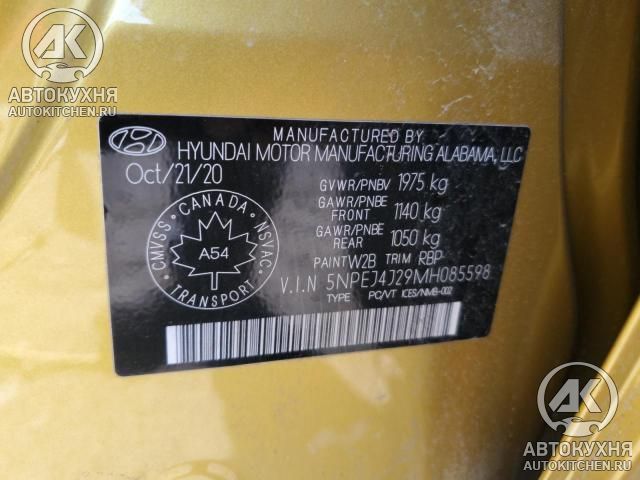 АВТОКУХНЯ
AUTOKITCHEN.RU
MANUFACTURED BY
HYUNDAI MOTOR MANUFACTURING ALABAMA, LLC
Oct/21/20
GVWR/PNBV 1975 kg
GAWR/PNBE FRONT 1140 kg
GAWR/PNBE REAR 1050 kg
PAINT W2B TRIM RBP
V.I.N 5NPEJ4J29MH085598
TYPE PC/VT ICES/NMB-002
CANADA
CMVSS
NSVAC
A54
TRANSPORT
АК
АВТОКУХНЯ
AUTOKITCHEN.RU